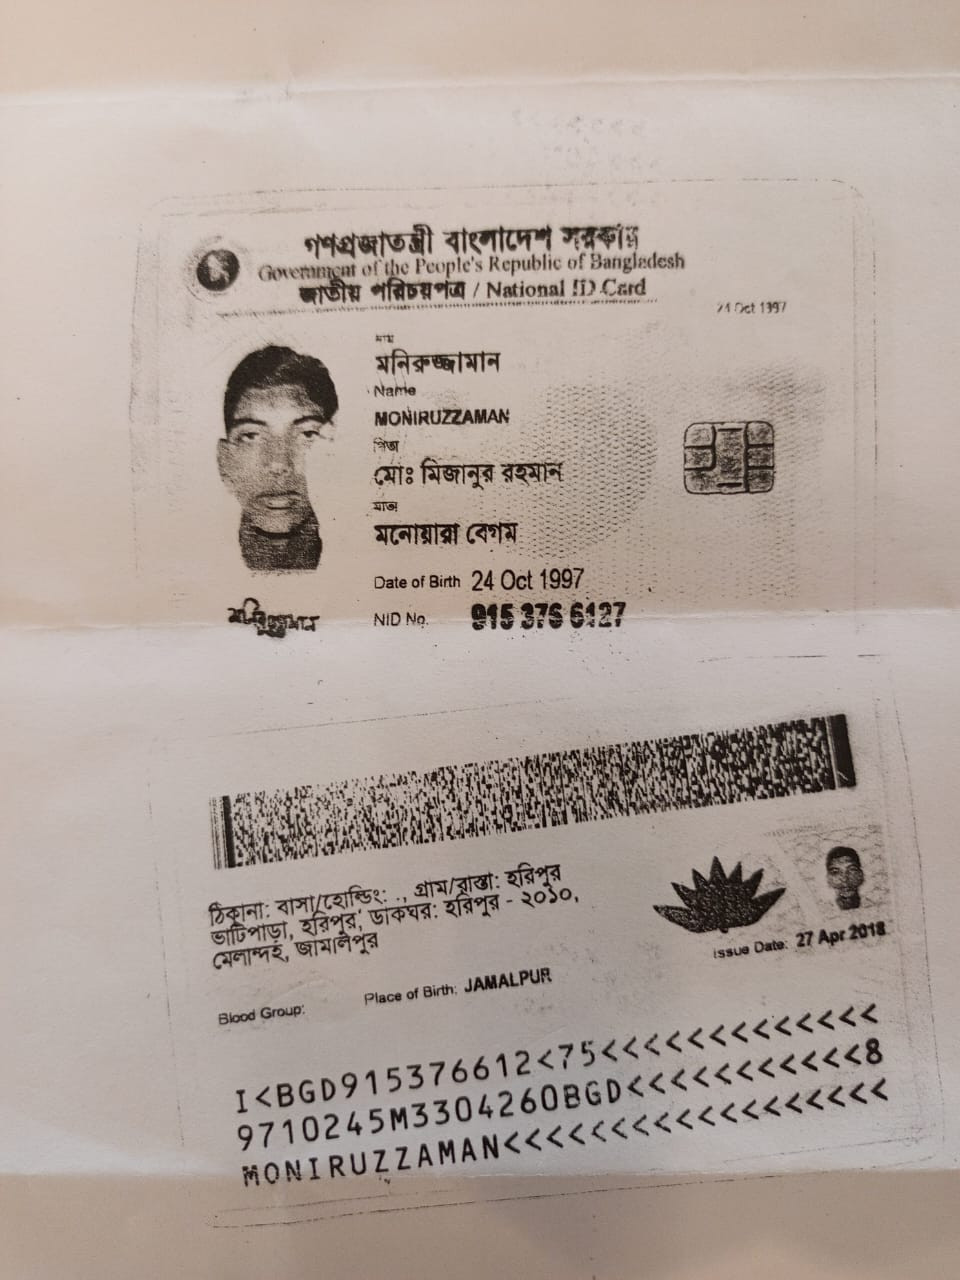 গণপ্রজাতন্ত্রী বাংলাদেশ সরকার
Government of the People's Republic of Bangladesh
জাতীয় পরিচয়পত্র / National ID Card
24 Oct 1997
নাম
মনিরুজ্জামান
Name
MONIRUZZAMAN
পিতা
মোঃ মিজানুর রহমান
মাতা
মনোয়ারা বেগম
Date of Birth 24 Oct 1997
NID No. 915 376 6127
মনিরুজ্জামান
ঠিকানা: বাসা/হোল্ডিং: ., গ্রাম/রাস্তা: হরিপুর
ভাটিপাড়া, হরিপুর, ডাকঘর: হরিপুর - ২০১০,
মেলান্দহ, জামালপুর
Issue Date: 27 Apr 2018
Blood Group: Place of Birth: JAMALPUR
I<BGD915376612<75<<<<<<<<<<<<<
9710245M3304260BGD<<<<<<<<<<<8
MONIRUZZAMAN<<<<<<<<<<<<<<<<<<